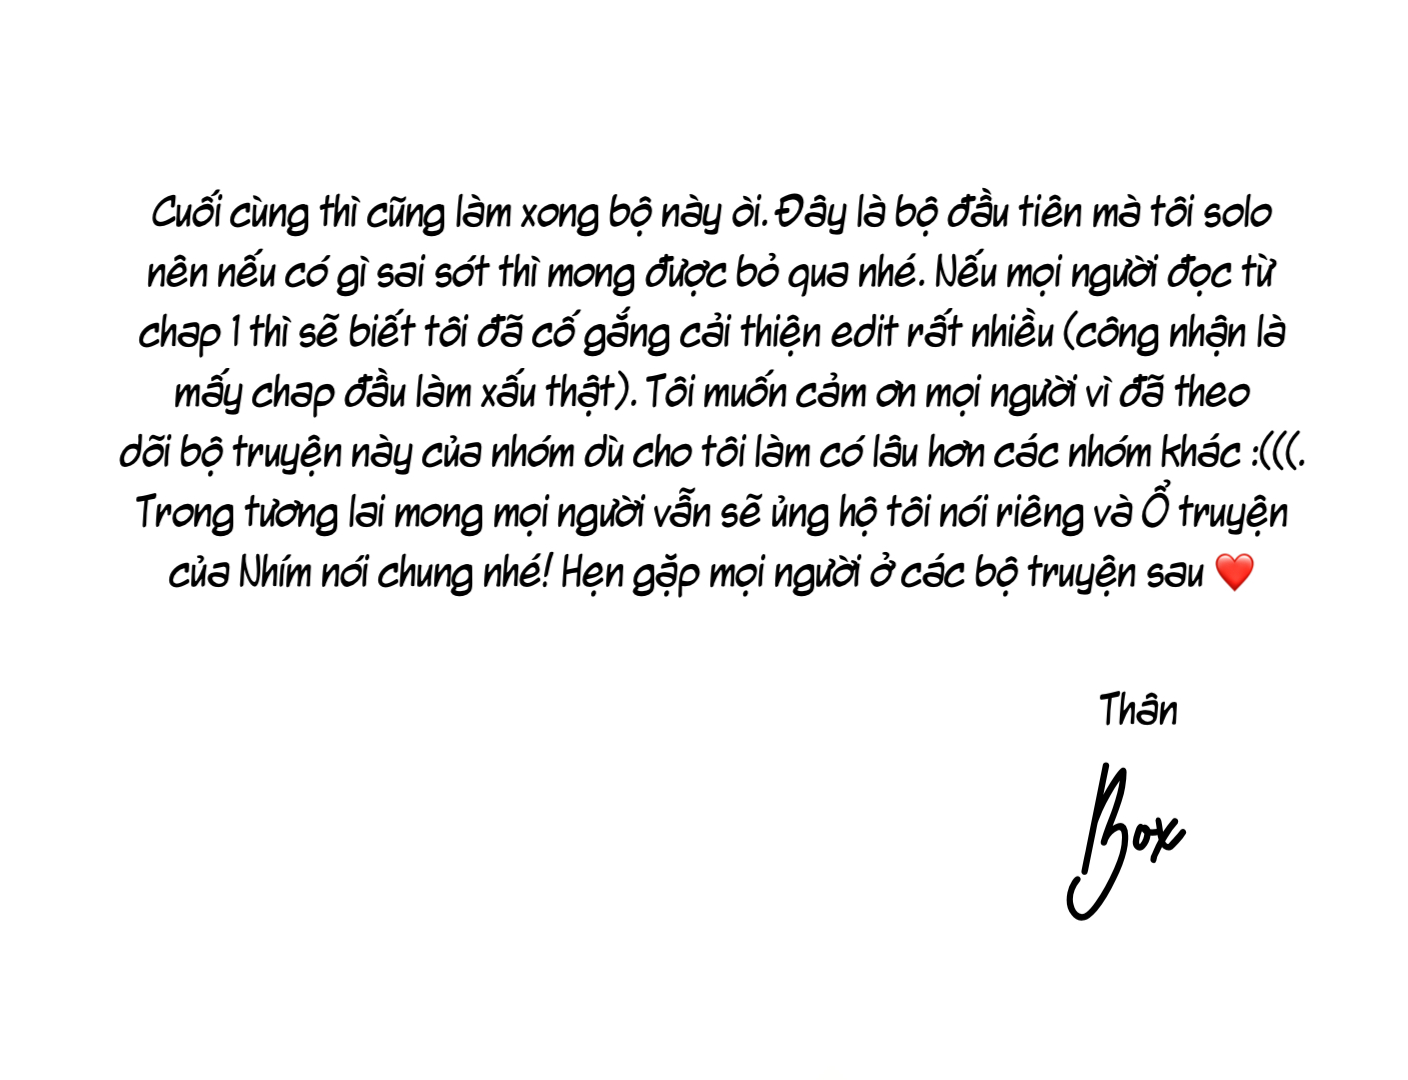 Cuối cùng thì cũng làm xong bộ này òi. Đây là bộ đầu tiên mà tôi solo
nên nếu có gì sai sót thì mong được bỏ qua nhé. Nếu mọi người đọc từ
chap 1 thì sẽ biết tôi đã cố gắng cải thiện edit rất nhiều (công nhận là
mấy chap đầu làm xấu thật). Tôi muốn cảm ơn mọi người vì đã theo
dõi bộ truyện này của nhóm dù cho tôi làm có lâu hơn các nhóm khác :(((.
Trong tương lai mong mọi người vẫn sẽ ủng hộ tôi nói riêng và Ổ truyện
của Nhím nói chung nhé! Hẹn gặp mọi người ở các bộ truyện sau ❤️
Thân
Box